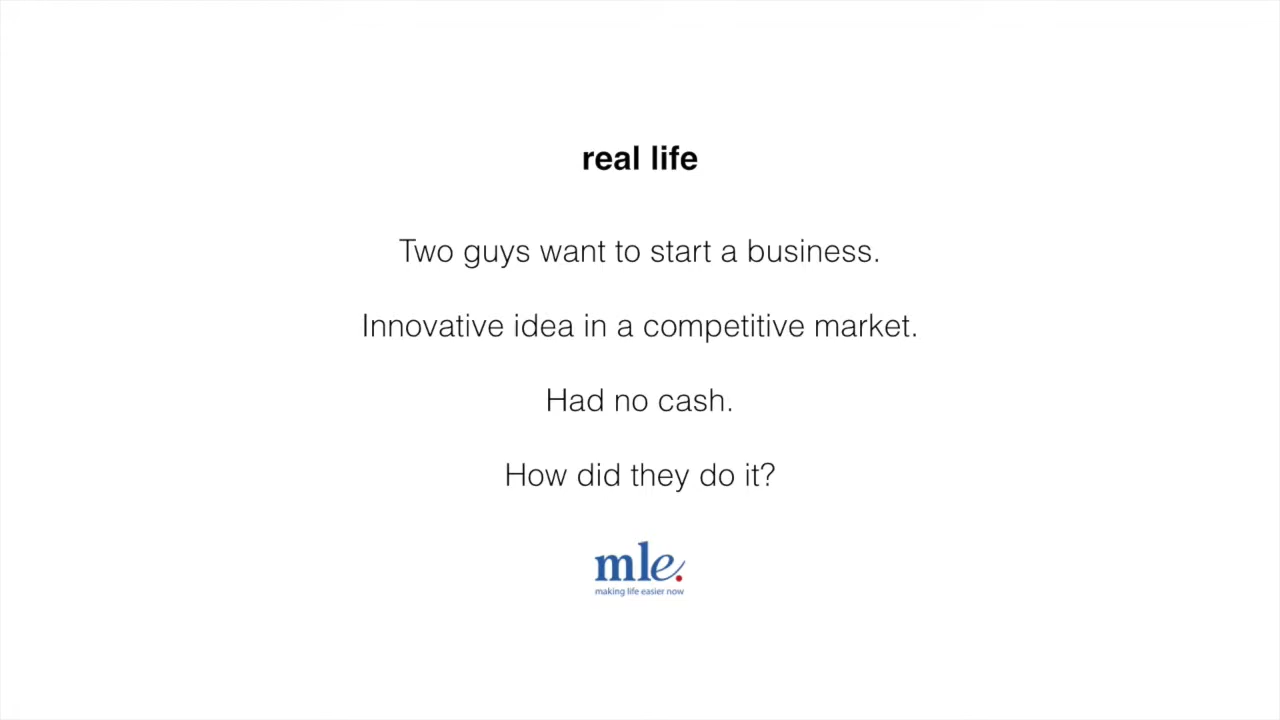 real life
Two guys want to start a business.
Innovative idea in a competitive market.
Had no cash.
How did they do it?
mle.
making life easier now